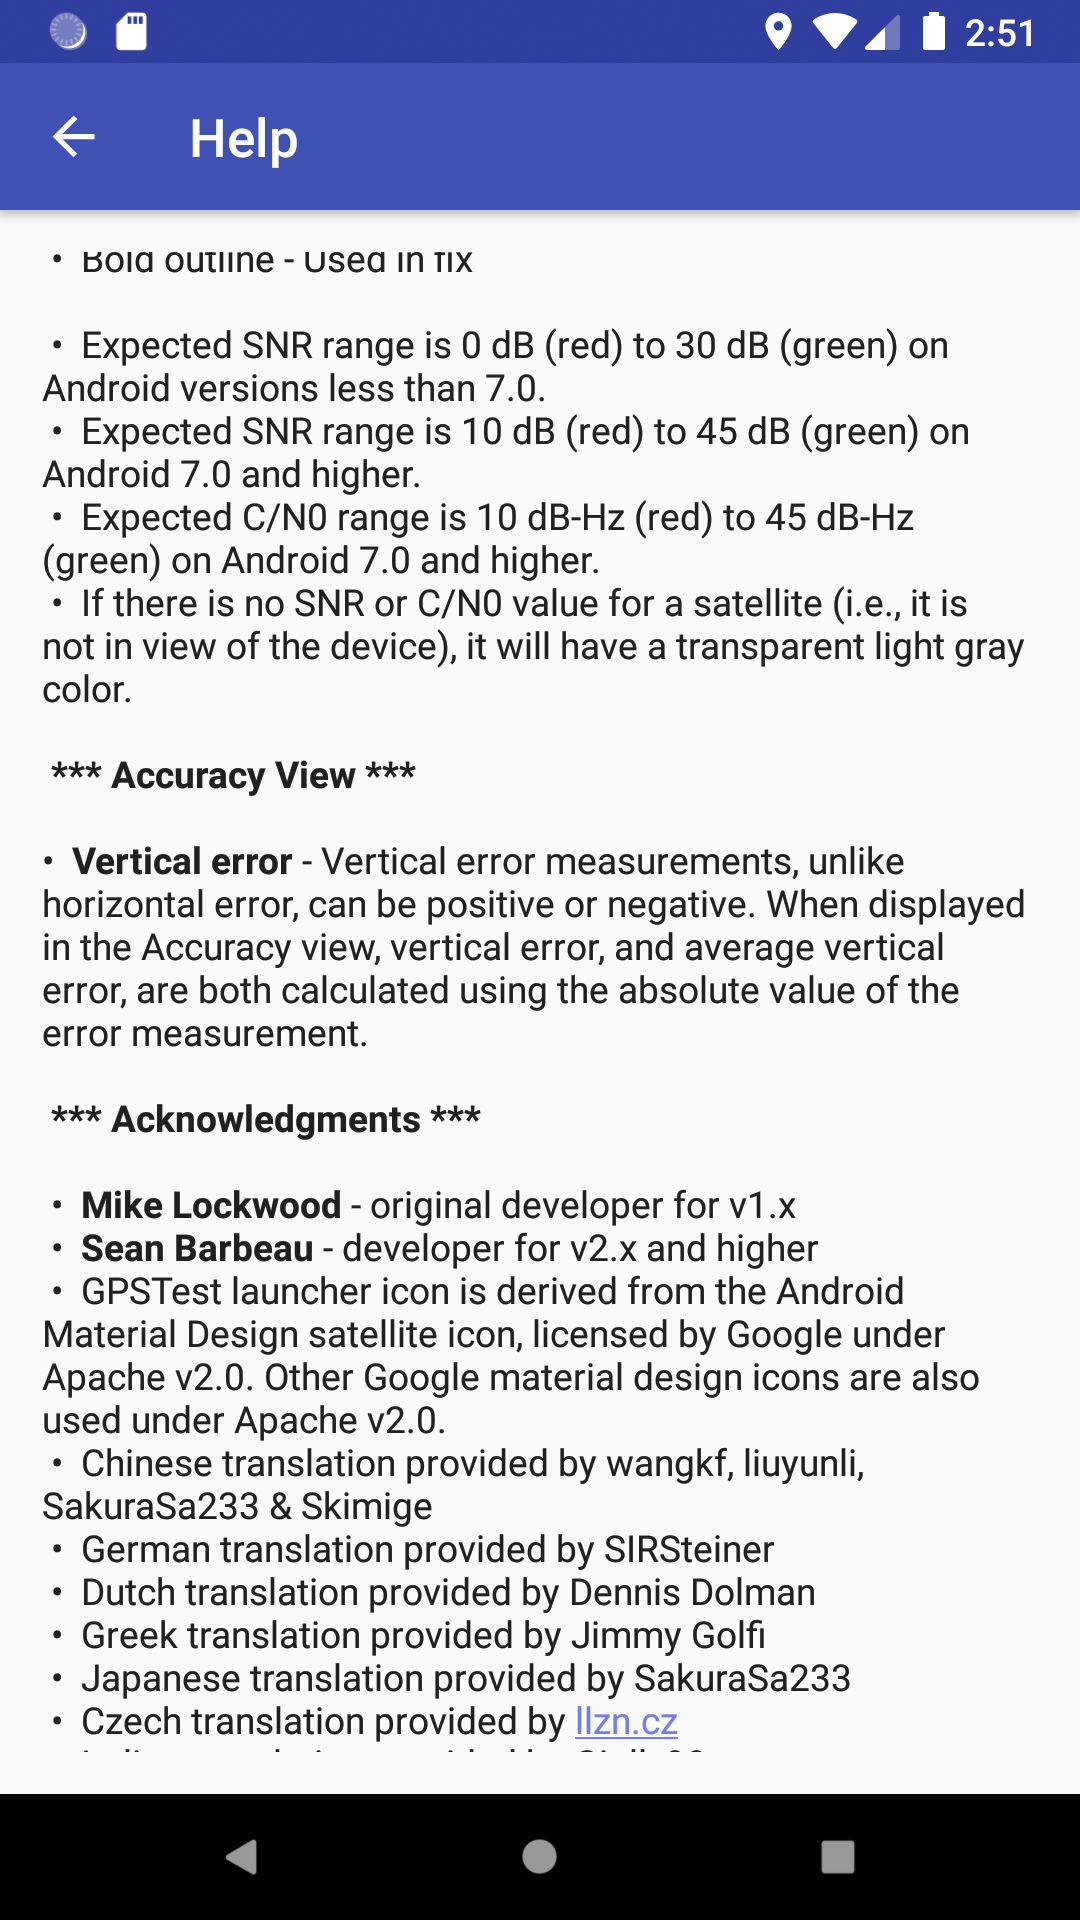 2:51
Help
• Bold outline - Used in fix
• Expected SNR range is 0 dB (red) to 30 dB (green) on
Android versions less than 7.0.
• Expected SNR range is 10 dB (red) to 45 dB (green) on
Android 7.0 and higher.
• Expected C/N0 range is 10 dB-Hz (red) to 45 dB-Hz
(green) on Android 7.0 and higher.
• If there is no SNR or C/N0 value for a satellite (i.e., it is
not in view of the device), it will have a transparent light gray
color.
*** Accuracy View ***
• Vertical error - Vertical error measurements, unlike
horizontal error, can be positive or negative. When displayed
in the Accuracy view, vertical error, and average vertical
error, are both calculated using the absolute value of the
error measurement.
*** Acknowledgments ***
• Mike Lockwood - original developer for v1.x
• Sean Barbeau - developer for v2.x and higher
• GPSTest launcher icon is derived from the Android
Material Design satellite icon, licensed by Google under
Apache v2.0. Other Google material design icons are also
used under Apache v2.0.
• Chinese translation provided by wangkf, liuyunli,
SakuraSa233 & Skimige
• German translation provided by SIRSteiner
• Dutch translation provided by Dennis Dolman
• Greek translation provided by Jimmy Golfi
• Japanese translation provided by SakuraSa233
• Czech translation provided by llzn.cz